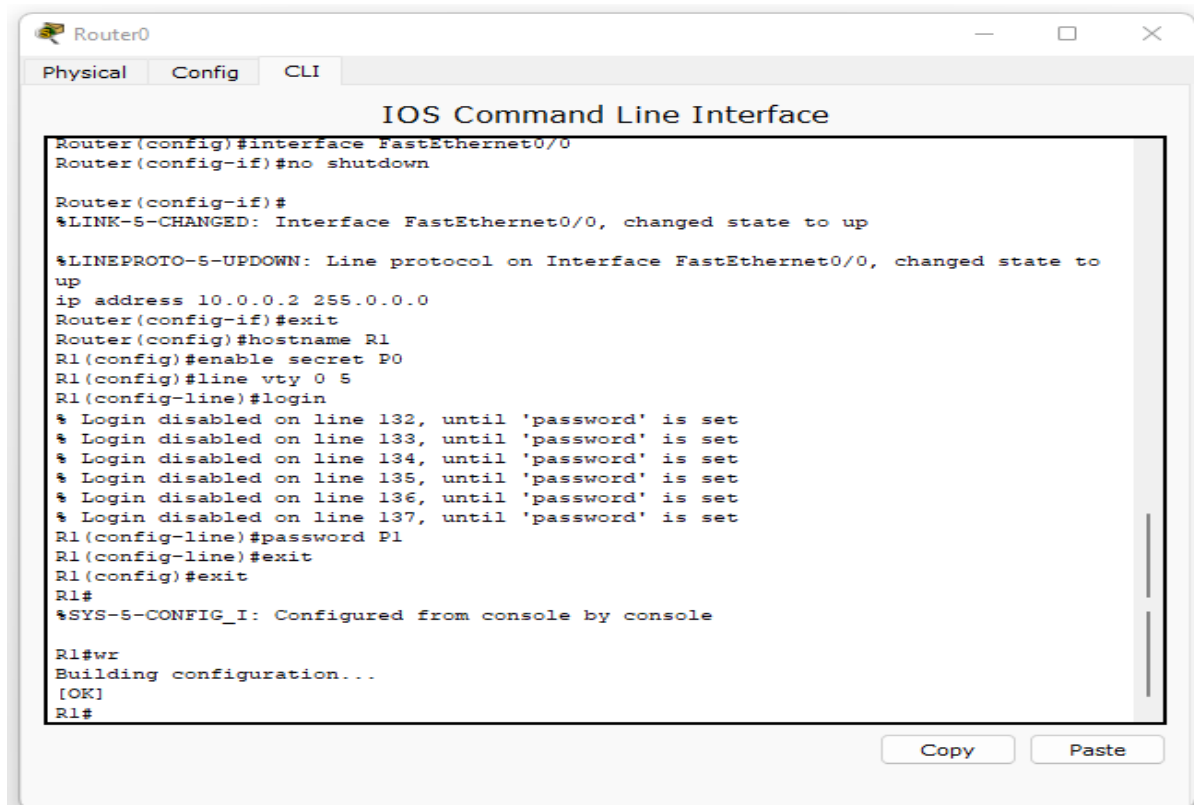 Router0
Physical Config CLI
IOS Command Line Interface
Router(config)#interface FastEthernet0/0
Router(config-if)#no shutdown
Router(config-if)#
%LINK-5-CHANGED: Interface FastEthernet0/0, changed state to up
%LINEPROTO-5-UPDOWN: Line protocol on Interface FastEthernet0/0, changed state to
up
ip address 10.0.0.2 255.0.0.0
Router(config-if)#exit
Router(config)#hostname R1
R1(config)#enable secret P0
R1(config)#line vty 0 5
R1(config-line)#login
% Login disabled on line 132, until 'password' is set
% Login disabled on line 133, until 'password' is set
% Login disabled on line 134, until 'password' is set
% Login disabled on line 135, until 'password' is set
% Login disabled on line 136, until 'password' is set
% Login disabled on line 137, until 'password' is set
R1(config-line)#password P1
R1(config-line)#exit
R1(config)#exit
R1#
%SYS-5-CONFIG_I: Configured from console by console
R1#wr
Building configuration...
[OK]
R1#
Copy Paste